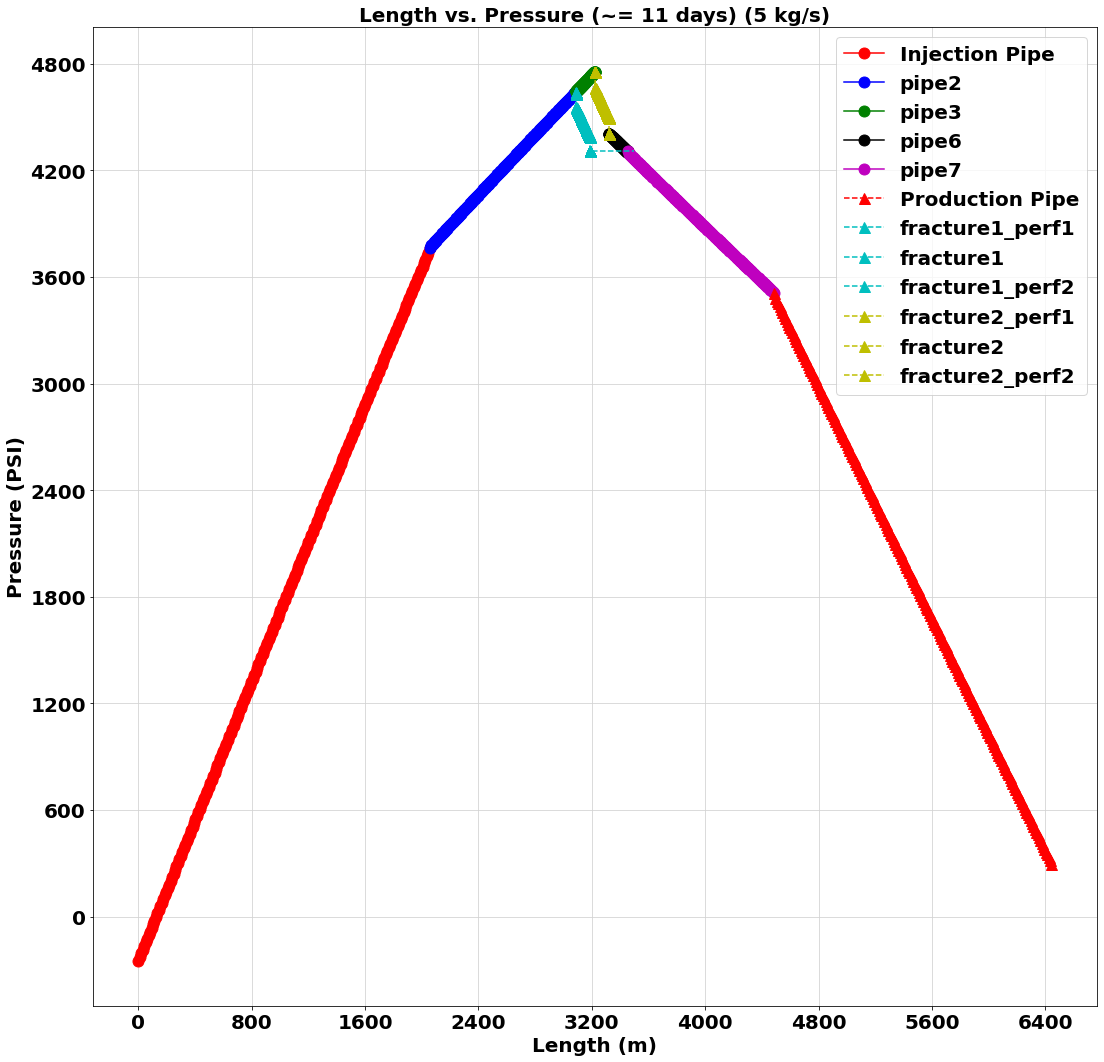 Length vs. Pressure (~= 11 days) (5 kg/s)
Injection Pipe
pipe2
pipe3
pipe6
pipe7
Production Pipe
fracture1_perf1
fracture1
fracture1_perf2
fracture2_perf1
fracture2
fracture2_perf2
Pressure (PSI)
4800
4200
3600
3000
2400
1800
1200
600
0
0 800 1600 2400 3200 4000 4800 5600 6400
Length (m)